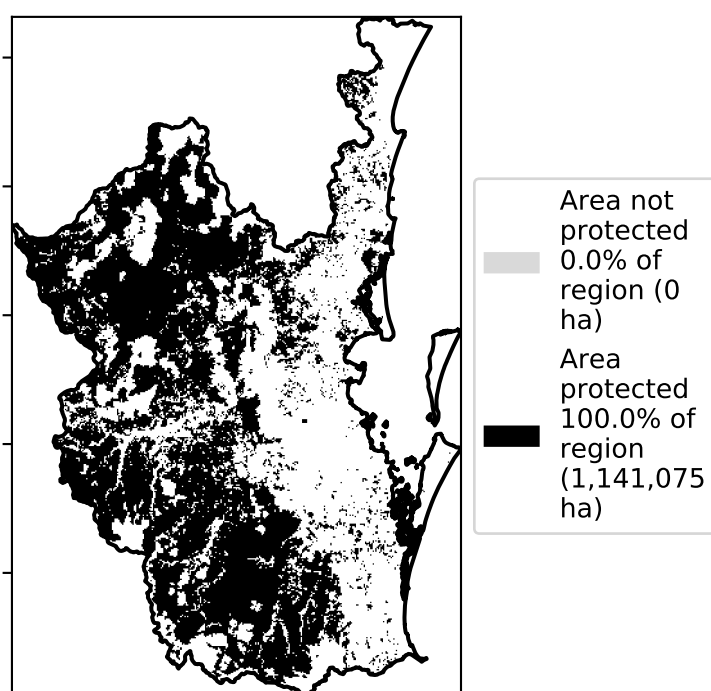 Area not
protected
0.0% of
region (0
ha)
Area
protected
100.0% of
region
(1,141,075
ha)